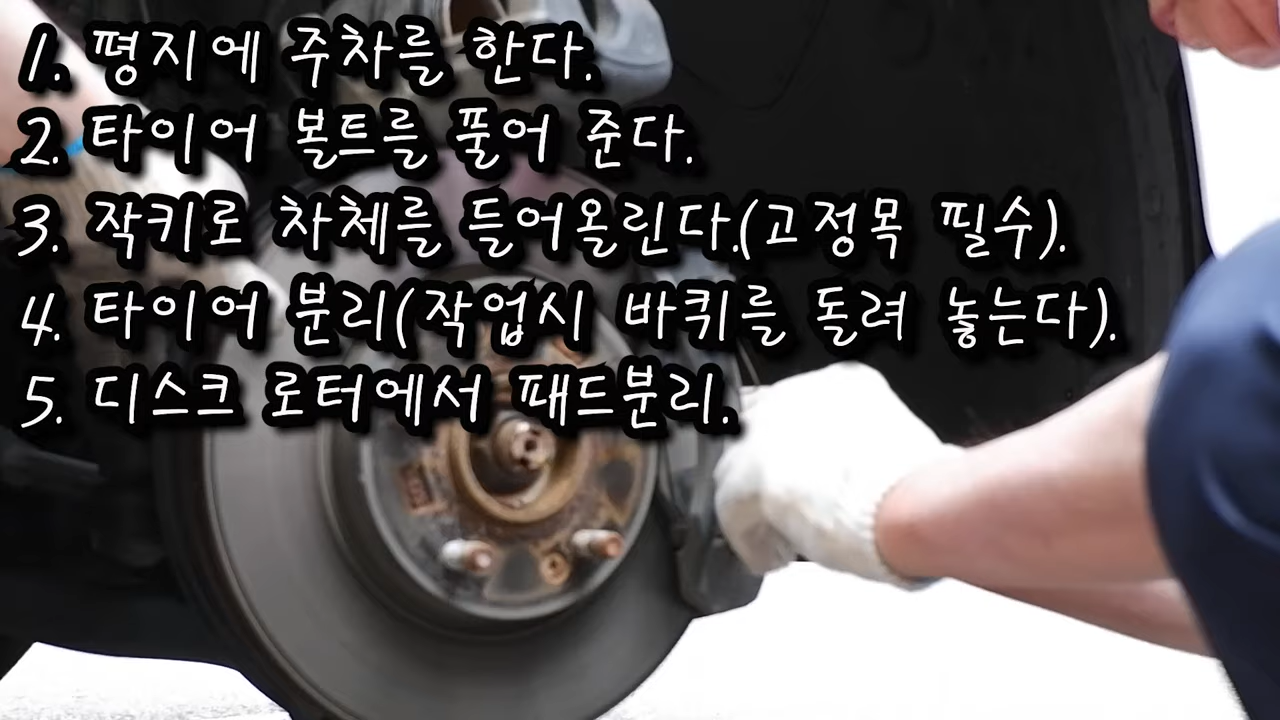 1. 평지에 주차를 한다.
2. 타이어 볼트를 풀어 준다.
3. 작키로 차체를 들어올린다.(고정목 필수).
4. 타이어 분리(작업시 바퀴를 돌려 놓는다).
5. 디스크 로터에서 패드분리.